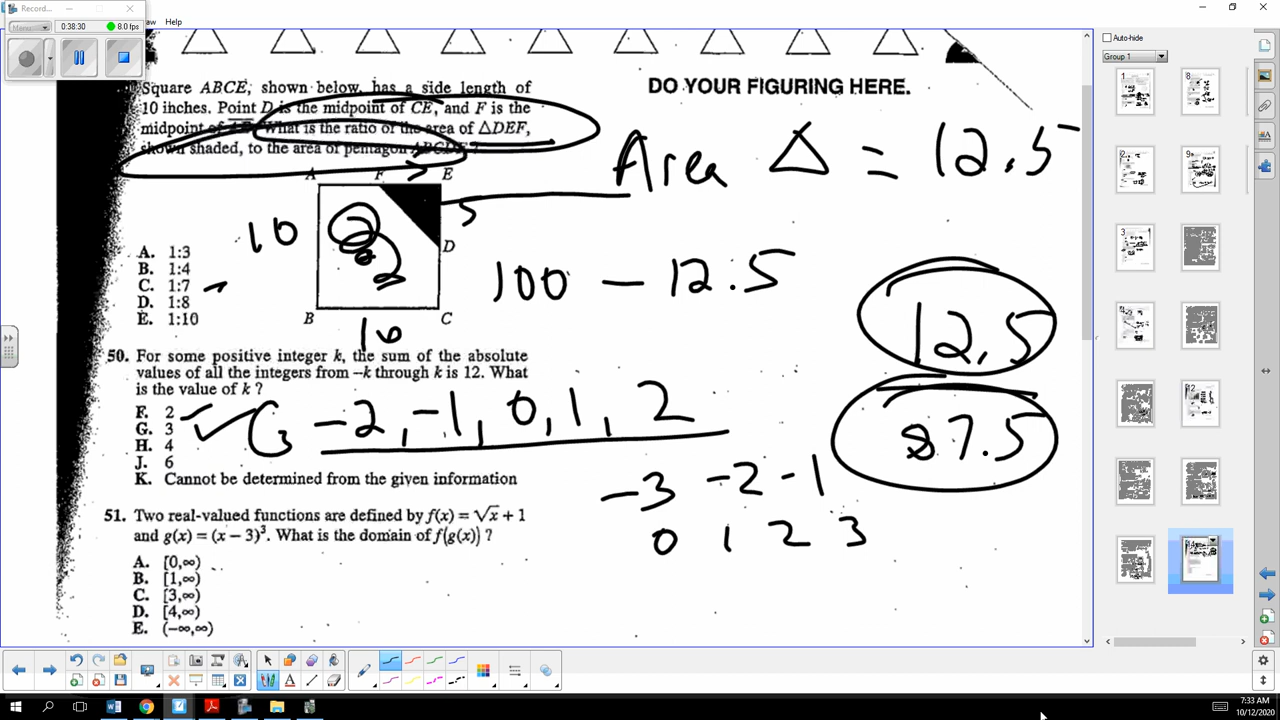 Record...
Menu
0:38:30
8.0 fps
aw Help
Square ABCE, shown below, has a side length of
10 inches. Point D is the midpoint of CE, and F is the
midpoint of What is the ratio of the area of △DEF,
shown shaded, to the area of pentagon ABCDF?
DO YOUR FIGURING HERE.
Area △ = 12.5
A F E
10
5
D
B C
10
A. 1:3
B. 1:4
C. 1:7
D. 1:8
E. 1:10
100 - 12.5
12.5
87.5
50. For some positive integer k, the sum of the absolute
values of all the integers from –k through k is 12. What
is the value of k ?
F. 2
G. 3
H. 4
J. 6
K. Cannot be determined from the given information
-2, -1, 0, 1, 2
-3 -2 -1
0 1 2 3
51. Two real-valued functions are defined by f(x) = √x + 1
and g(x) = (x – 3)³. What is the domain of f(g(x)) ?
A. [0,∞)
B. [1,∞)
C. [3,∞)
D. [4,∞)
E. (–∞,∞)
Auto-hide
Group 1
7:33 AM
10/12/2020